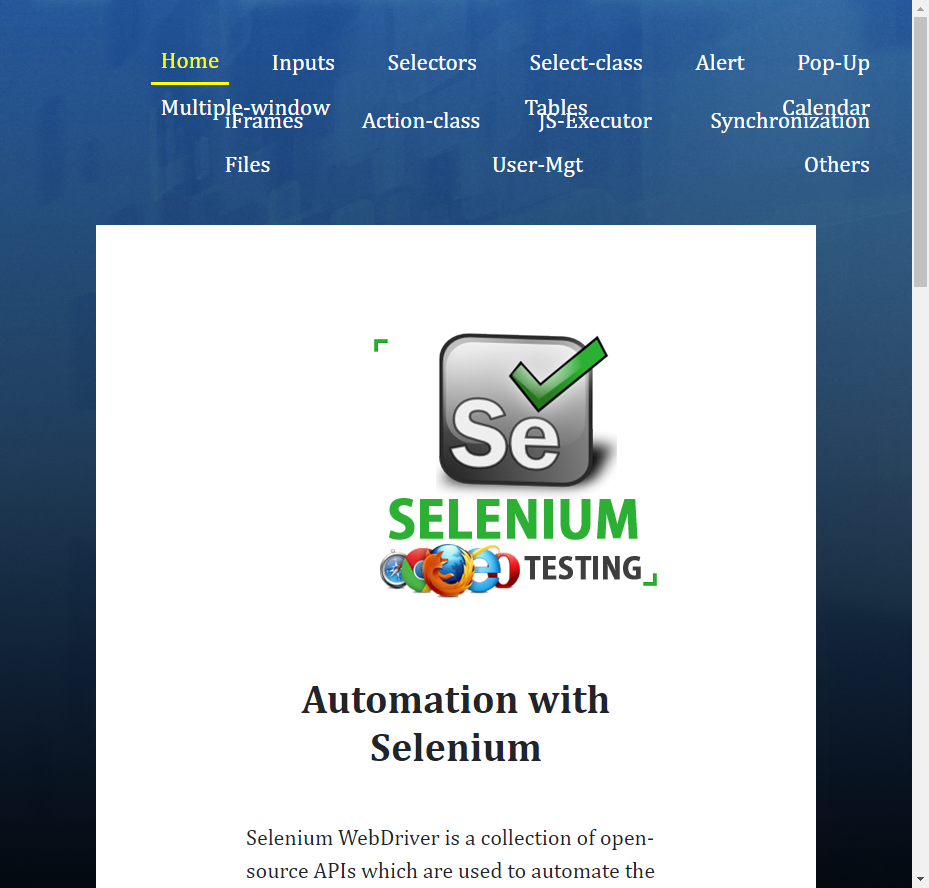 Home Inputs Selectors Select-class Alert Pop-Up
Multiple-window Tables Calendar
iFrames Action-class JS-Executor Synchronization
Files User-Mgt Others
Se
SELENIUM
TESTING
Automation with
Selenium
Selenium WebDriver is a collection of open-
source APIs which are used to automate the